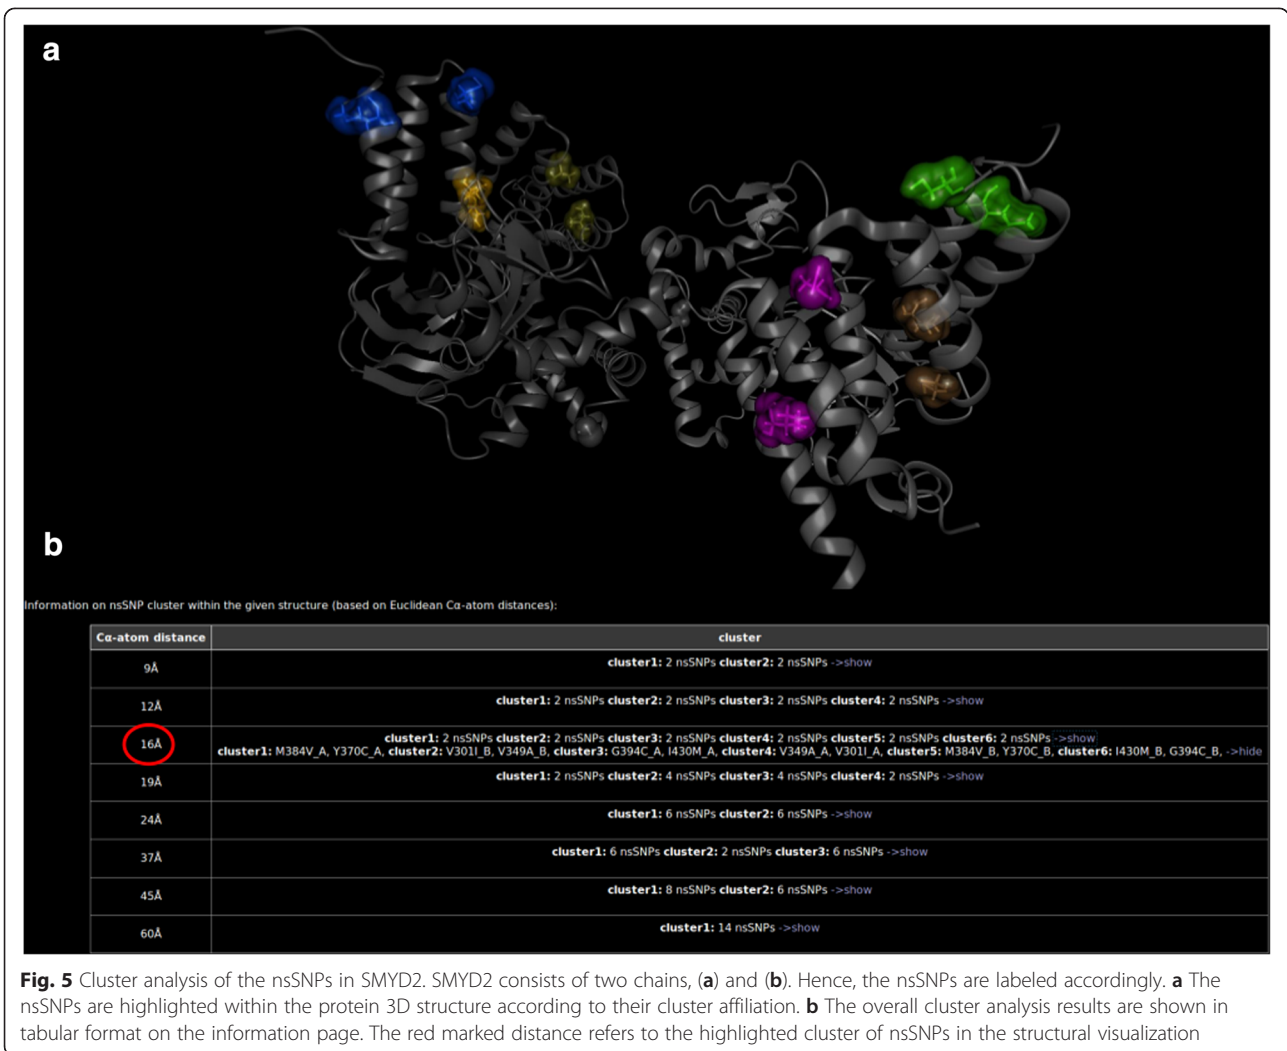 a
b
Information on nsSNP cluster within the given structure (based on Euclidean Cα-atom distances):
Cα-atom distance cluster
9Å cluster1: 2 nsSNPs cluster2: 2 nsSNPs ->show
12Å cluster1: 2 nsSNPs cluster2: 2 nsSNPs cluster3: 2 nsSNPs cluster4: 2 nsSNPs ->show
16Å cluster1: 2 nsSNPs cluster2: 2 nsSNPs cluster3: 2 nsSNPs cluster4: 2 nsSNPs cluster5: 2 nsSNPs cluster6: 2 nsSNPs ->show
cluster1: M384V_A, Y370C_A, cluster2: V301I_B, V349A_B, cluster3: G394C_A, I430M_A, cluster4: V349A_A, V301I_A, cluster5: M384V_B, Y370C_B, cluster6: I430M_B, G394C_B, ->hide
19Å cluster1: 2 nsSNPs cluster2: 4 nsSNPs cluster3: 4 nsSNPs cluster4: 2 nsSNPs ->show
24Å cluster1: 6 nsSNPs cluster2: 6 nsSNPs ->show
37Å cluster1: 6 nsSNPs cluster2: 2 nsSNPs cluster3: 6 nsSNPs ->show
45Å cluster1: 8 nsSNPs cluster2: 6 nsSNPs ->show
60Å cluster1: 14 nsSNPs ->show
Fig. 5 Cluster analysis of the nsSNPs in SMYD2. SMYD2 consists of two chains, (a) and (b). Hence, the nsSNPs are labeled accordingly. a The
nsSNPs are highlighted within the protein 3D structure according to their cluster affiliation. b The overall cluster analysis results are shown in
tabular format on the information page. The red marked distance refers to the highlighted cluster of nsSNPs in the structural visualization